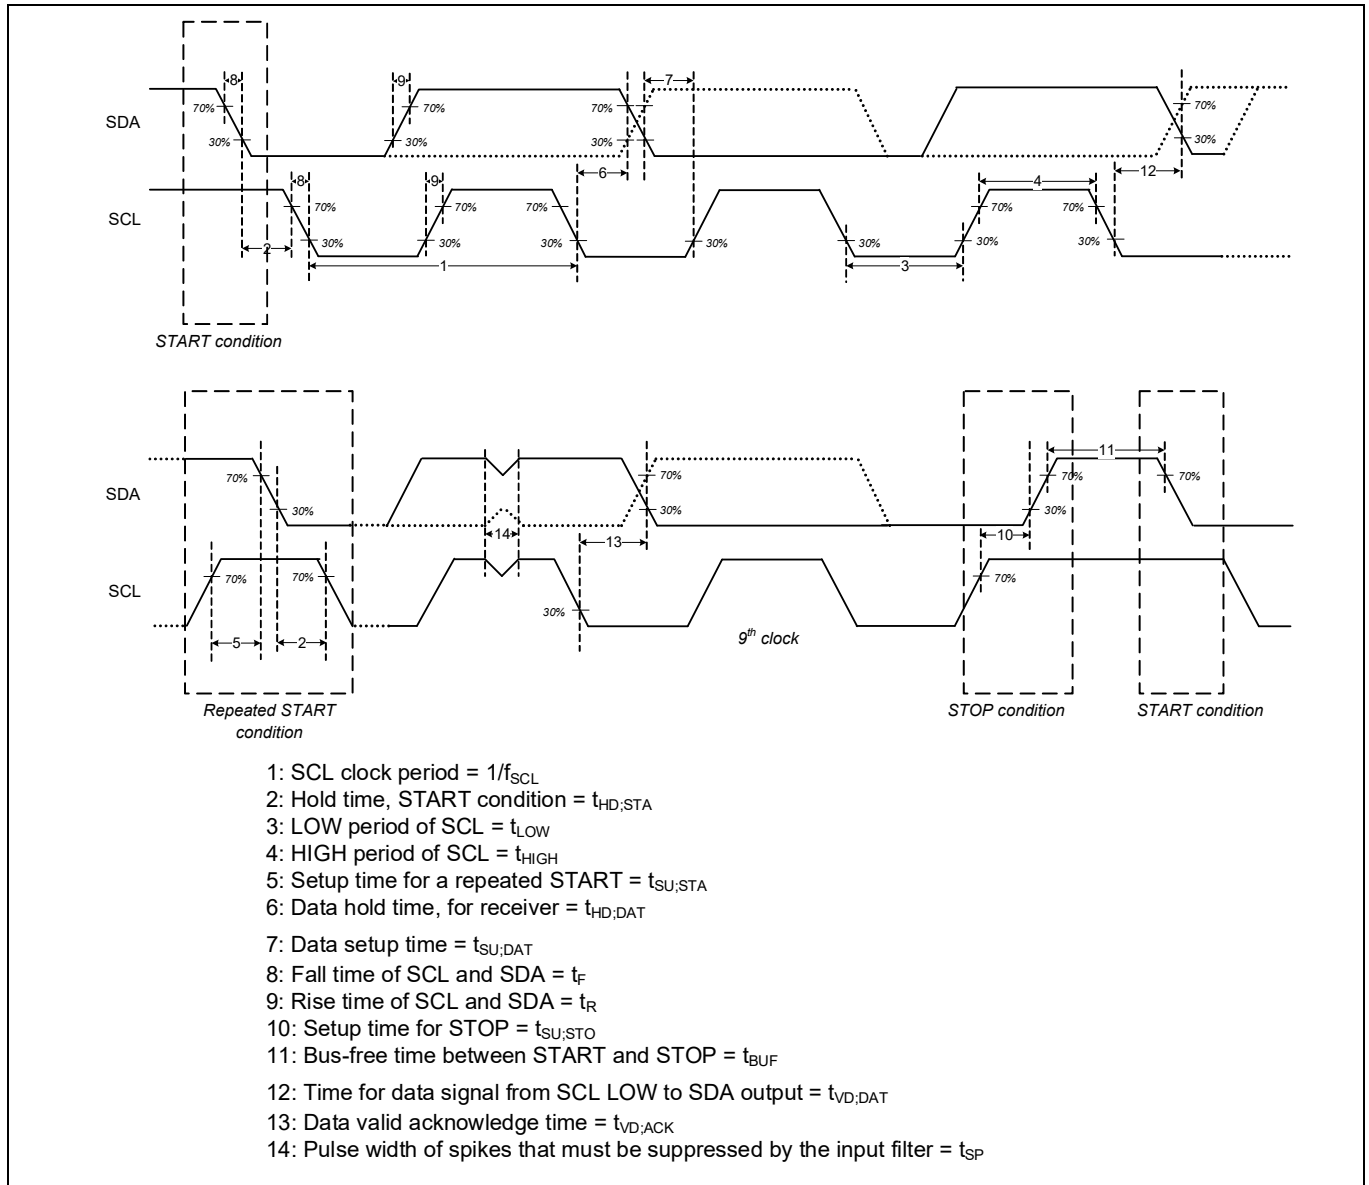 8 9 7
70% 70% 70% 70%
SDA
30% 30% 30% 30%
6 12
8 9 4
70% 70% 70% 70% 70%
SCL
30% 30% 30% 30% 30% 30% 30%
2 1 3
START condition
11
70% 70% 70% 70%
SDA
30% 30% 30%
14 13 10
70% 70% 70%
SCL
30%
5 2 9th clock
Repeated START STOP condition START condition
condition
1: SCL clock period = 1/fSCL
2: Hold time, START condition = tHD;STA
3: LOW period of SCL = tLOW
4: HIGH period of SCL = tHIGH
5: Setup time for a repeated START = tSU;STA
6: Data hold time, for receiver = tHD;DAT
7: Data setup time = tSU;DAT
8: Fall time of SCL and SDA = tF
9: Rise time of SCL and SDA = tR
10: Setup time for STOP = tSU;STO
11: Bus-free time between START and STOP = tBUF
12: Time for data signal from SCL LOW to SDA output = tVD;DAT
13: Data valid acknowledge time = tVD;ACK
14: Pulse width of spikes that must be suppressed by the input filter = tSP